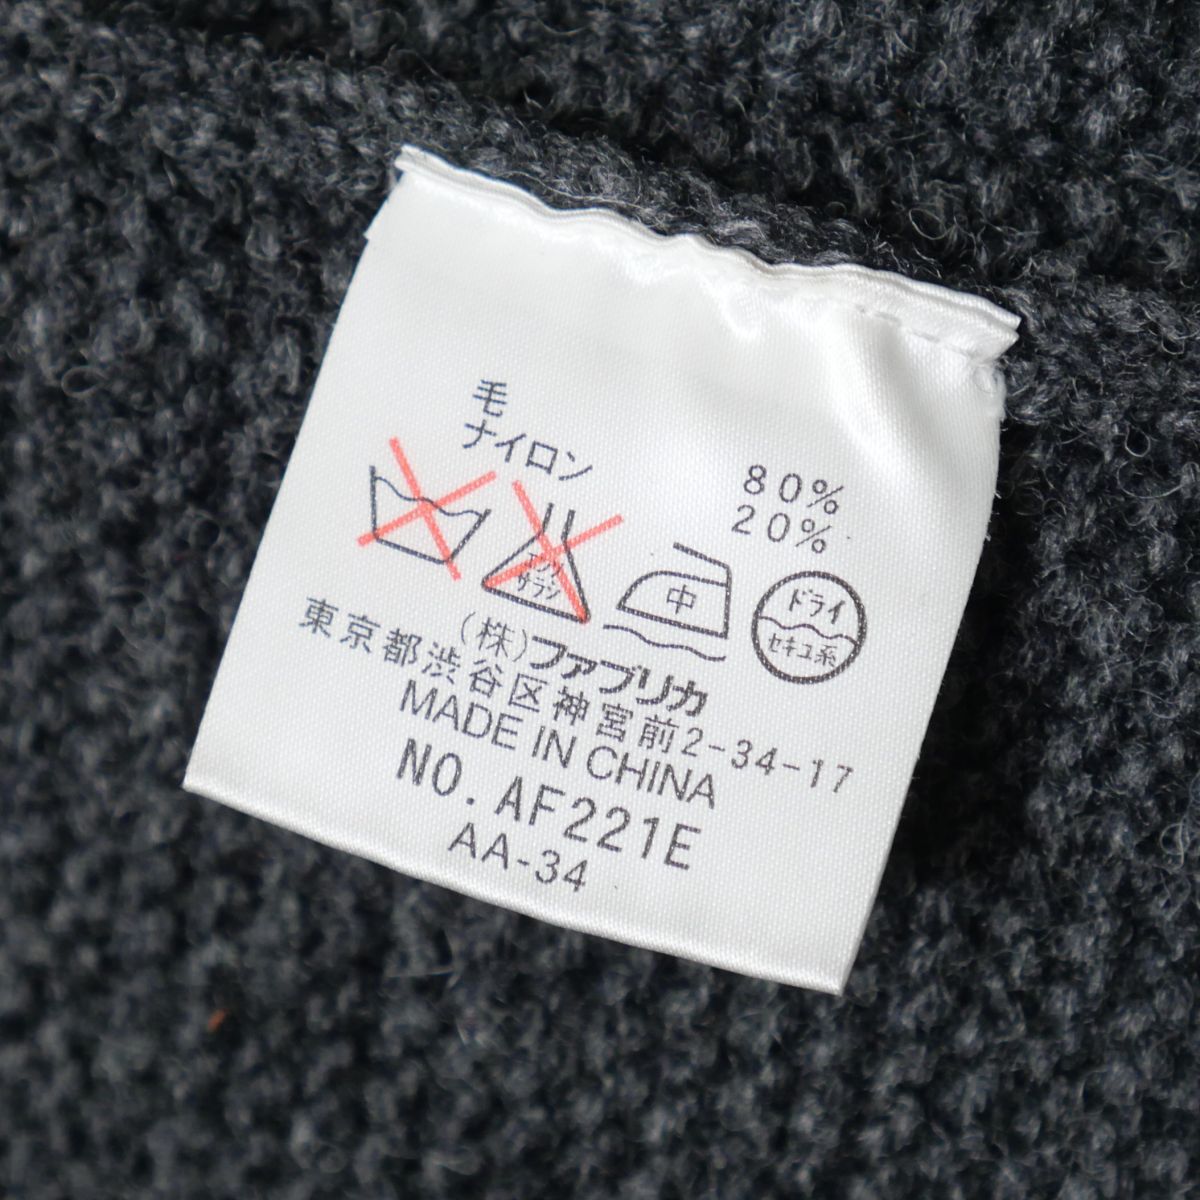 毛 80%
ナイロン 20%
エンソ
サラシ
中
ドライ
セキユ系
(株)ファブリカ
東京都渋谷区神宮前2-34-17
MADE IN CHINA
NO. AF221E
AA-34